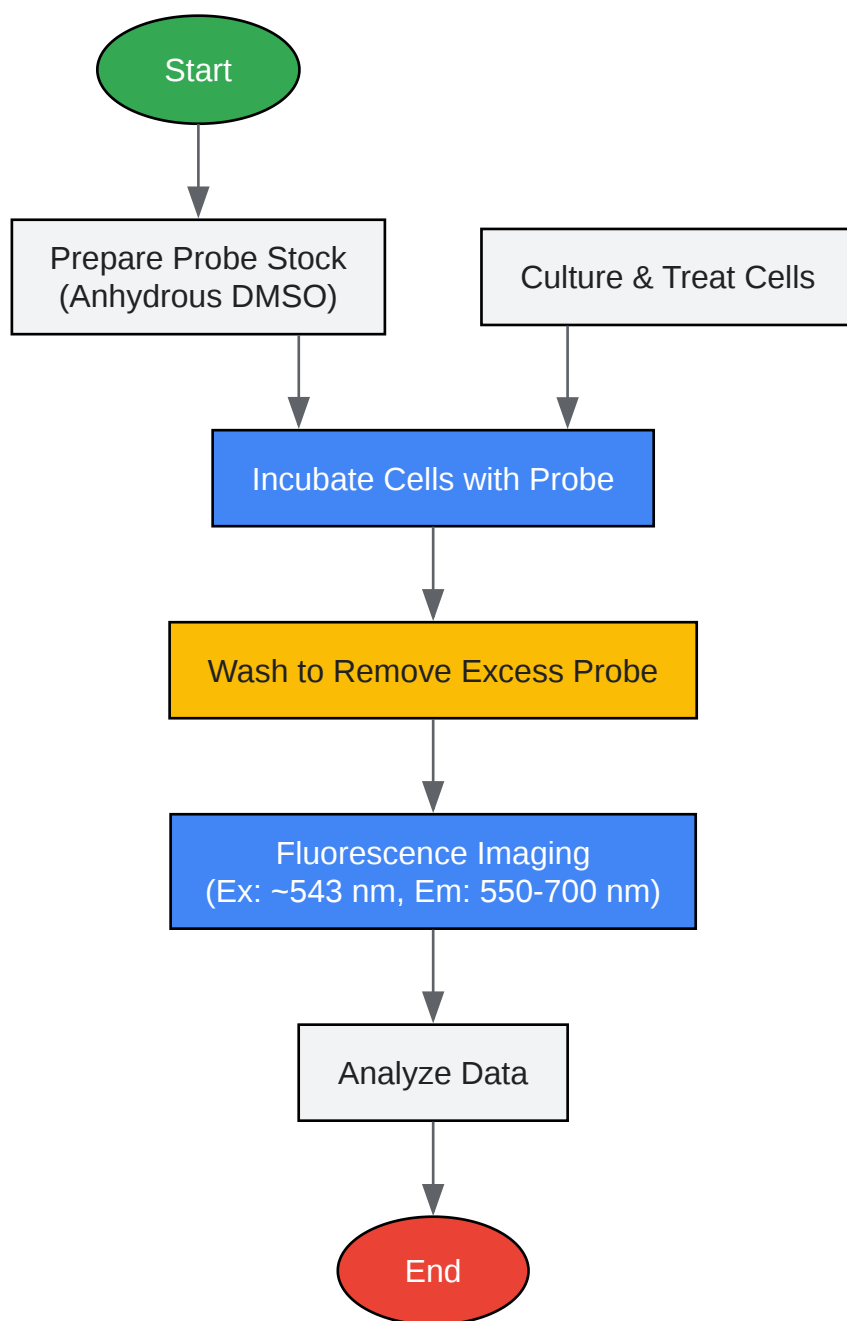 Start
Prepare Probe Stock
(Anhydrous DMSO)
Culture & Treat Cells
Incubate Cells with Probe
Wash to Remove Excess Probe
Fluorescence Imaging
(Ex: ~543 nm, Em: 550-700 nm)
Analyze Data
End